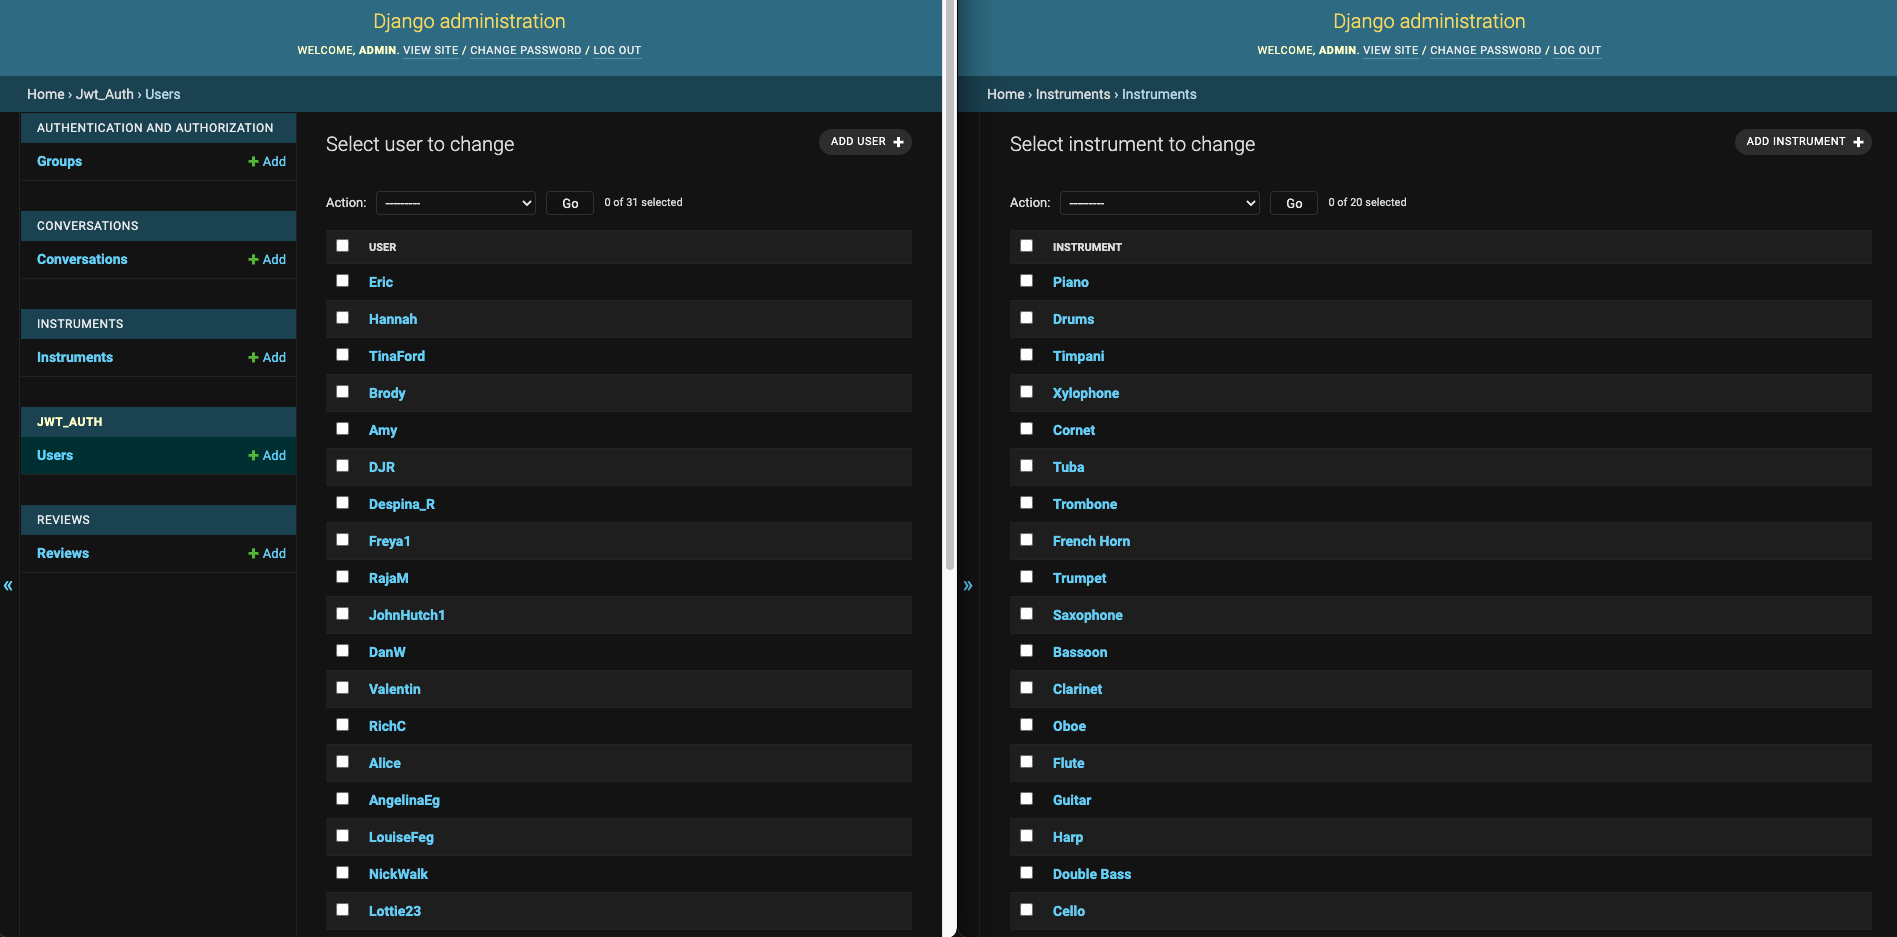 Django administration
WELCOME, ADMIN. VIEW SITE / CHANGE PASSWORD / LOG OUT
Home › Jwt_Auth › Users
AUTHENTICATION AND AUTHORIZATION
Groups + Add
CONVERSATIONS
Conversations + Add
INSTRUMENTS
Instruments + Add
JWT_AUTH
Users + Add
REVIEWS
Reviews + Add
«
Select user to change
ADD USER +
Action: --------- Go 0 of 31 selected
USER
Eric
Hannah
TinaFord
Brody
Amy
DJR
Despina_R
Freya1
RajaM
JohnHutch1
DanW
Valentin
RichC
Alice
AngelinaEg
LouiseFeg
NickWalk
Lottie23
Django administration
WELCOME, ADMIN. VIEW SITE / CHANGE PASSWORD / LOG OUT
Home › Instruments › Instruments
»
Select instrument to change
ADD INSTRUMENT +
Action: --------- Go 0 of 20 selected
INSTRUMENT
Piano
Drums
Timpani
Xylophone
Cornet
Tuba
Trombone
French Horn
Trumpet
Saxophone
Bassoon
Clarinet
Oboe
Flute
Guitar
Harp
Double Bass
Cello